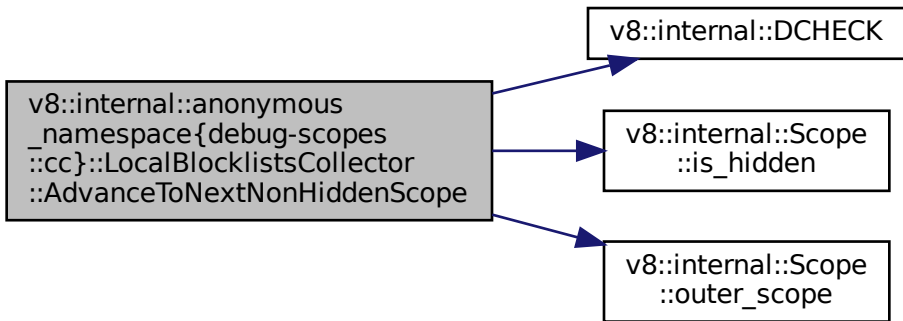 v8::internal::anonymous
_namespace{debug-scopes
::cc}::LocalBlocklistsCollector
::AdvanceToNextNonHiddenScope
v8::internal::DCHECK
v8::internal::Scope
::is_hidden
v8::internal::Scope
::outer_scope